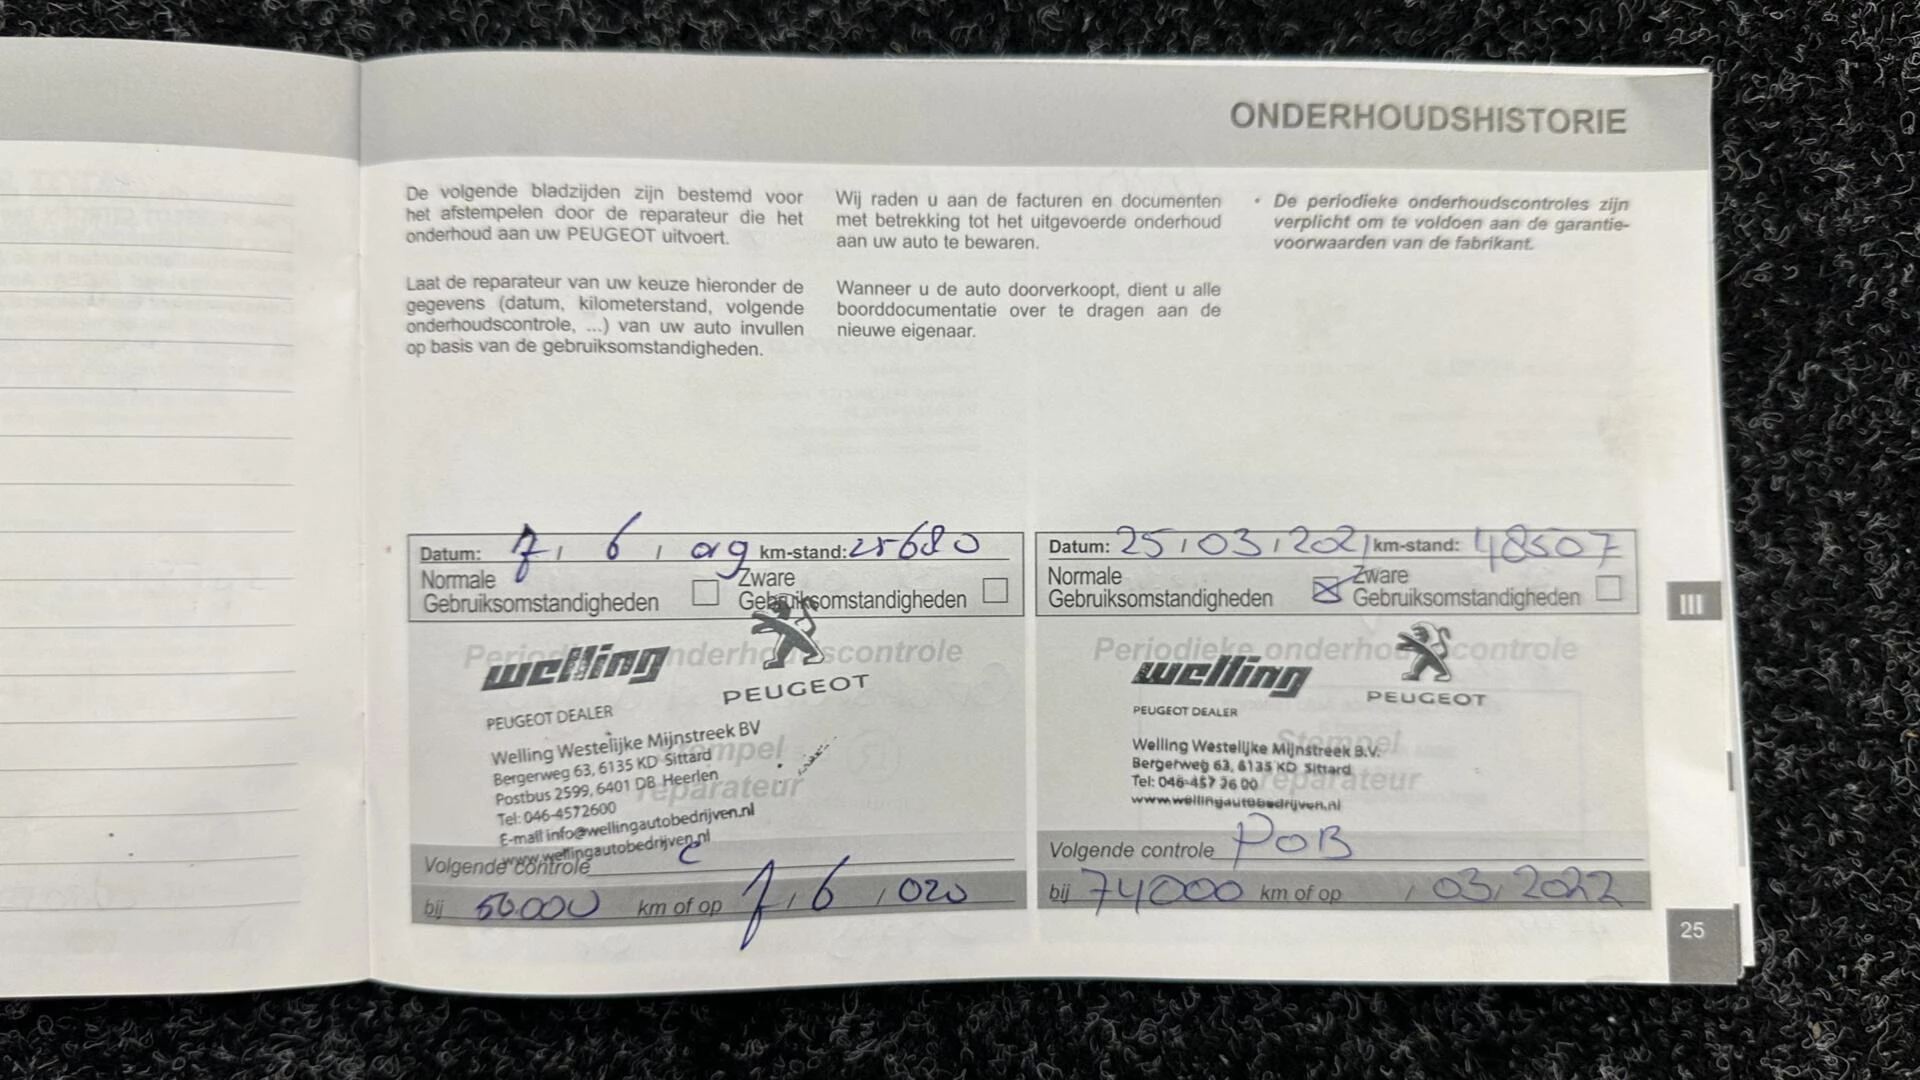 ONDERHOUDSHISTORIE
De volgende bladzijden zijn bestemd voor
het afstempelen door de reparateur die het
onderhoud aan uw PEUGEOT uitvoert.
Laat de reparateur van uw keuze hieronder de
gegevens (datum, kilometerstand, volgende
onderhoudscontrole, ...) van uw auto invullen
op basis van de gebruiksomstandigheden.
Wij raden u aan de facturen en documenten
met betrekking tot het uitgevoerde onderhoud
aan uw auto te bewaren.
Wanneer u de auto doorverkoopt, dient u alle
boorddocumentatie over te dragen aan de
nieuwe eigenaar.
• De periodieke onderhoudscontroles zijn
verplicht om te voldoen aan de garantie-
voorwaarden van de fabrikant.
Datum: 7 / 6 / 019 km-stand: 25680
Normale
Gebruiksomstandigheden
Zware
Gebruiksomstandigheden
Periodieke onderhoudscontrole
welling
PEUGEOT
PEUGEOT DEALER
Welling Westelijke Mijnstreek BV
Bergerweg 63, 6135 KD Sittard
Postbus 2599, 6401 DB Heerlen
Tel: 046-4572600
E-mail info@wellingautobedrijven.nl
www.wellingautobedrijven.nl
Stempel
reparateur
Volgende controle C
bij 50.000 km of op 7 / 6 / 020
Datum: 25 / 03 / 2021 km-stand: 48507
Normale
Gebruiksomstandigheden
Zware
Gebruiksomstandigheden
Periodieke onderhoudscontrole
welling
PEUGEOT
PEUGEOT DEALER
Welling Westelijke Mijnstreek B.V.
Bergerweg 63, 6135 KD Sittard
Tel: 046-457 26 00
www.wellingautobedrijven.nl
Stempel
reparateur
Volgende controle POB
bij 74000 km of op / 03 / 2022
III
25